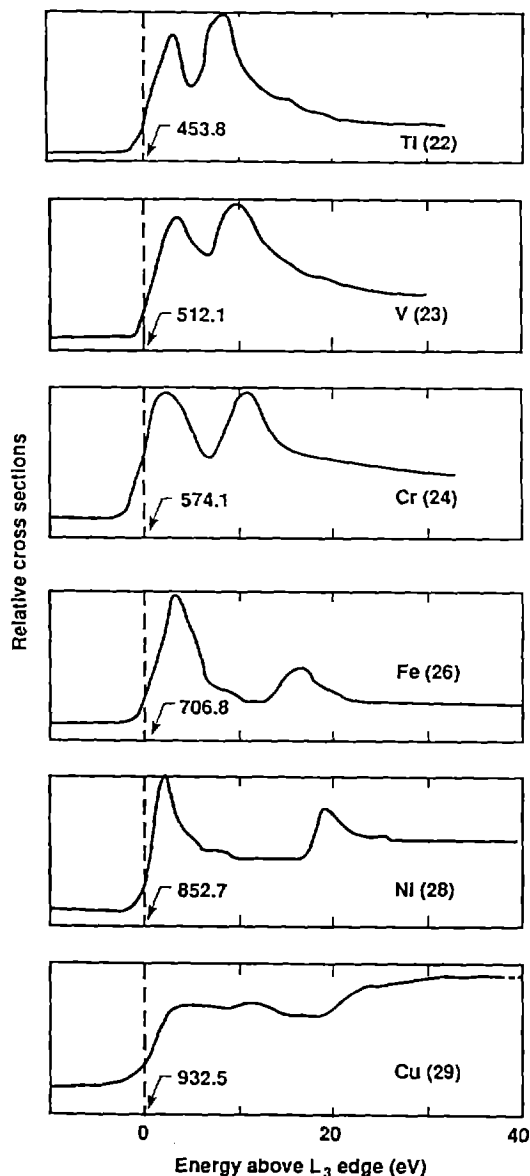 453.8
TI (22)
512.1
V (23)
574.1
Cr (24)
Relative cross sections
706.8
Fe (26)
852.7
NI (28)
932.5
Cu (29)
0 20 40
Energy above L3 edge (eV)